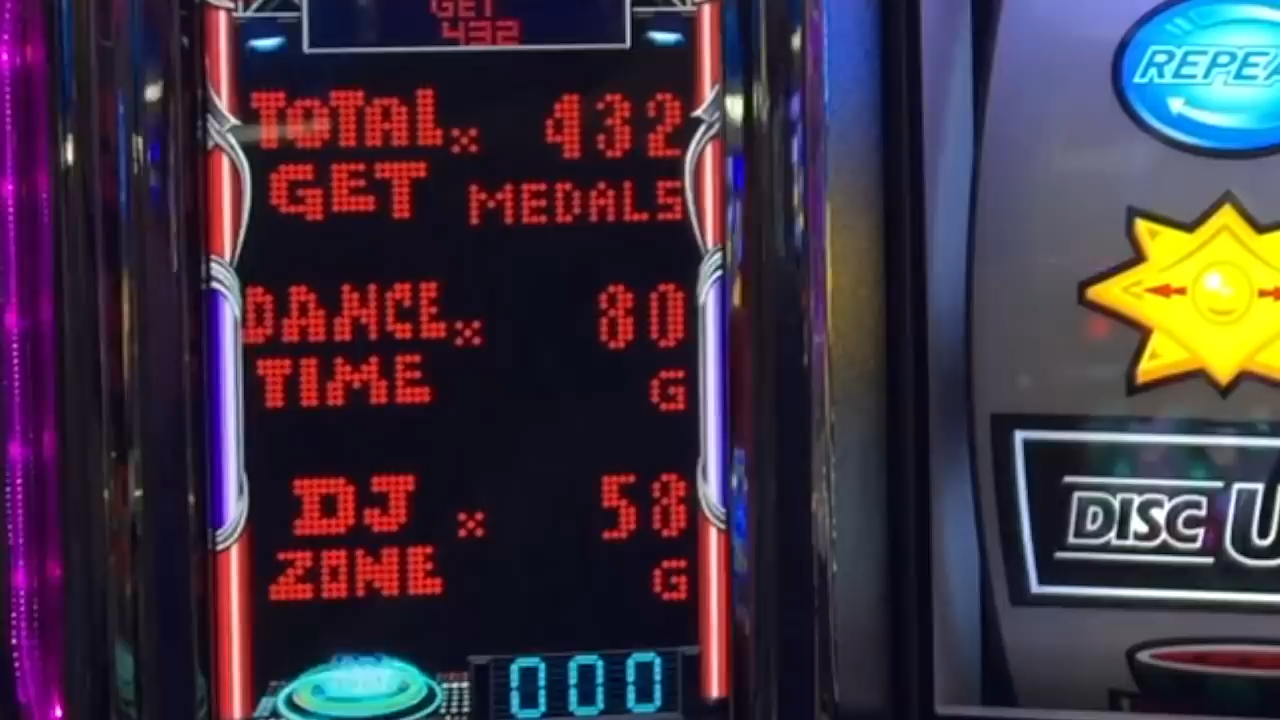 GET
432
TOTAL x 432
GET MEDALS
DANCE x 80
TIME G
DJ x 58
ZONE G
000
REPEA
DISC U